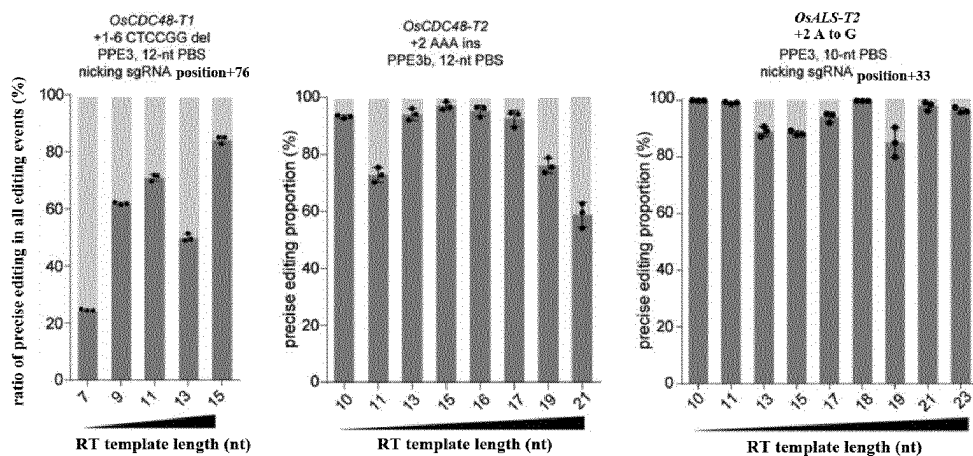 OsCDC48-T1
+1-6 CTCCGG del
PPE3, 12-nt PBS
nicking sgRNA position+76
ratio of precise editing in all editing events (%)
100
80
60
40
20
0
7 9 11 13 15
RT template length (nt)
OsCDC48-T2
+2 AAA ins
PPE3b, 12-nt PBS
precise editing proportion (%)
100
80
60
40
20
0
10 11 13 15 16 17 19 21
RT template length (nt)
OsALS-T2
+2 A to G
PPE3, 10-nt PBS
nicking sgRNA position+33
precise editing proportion (%)
100
80
60
40
20
0
10 11 13 15 17 18 19 21 23
RT template length (nt)